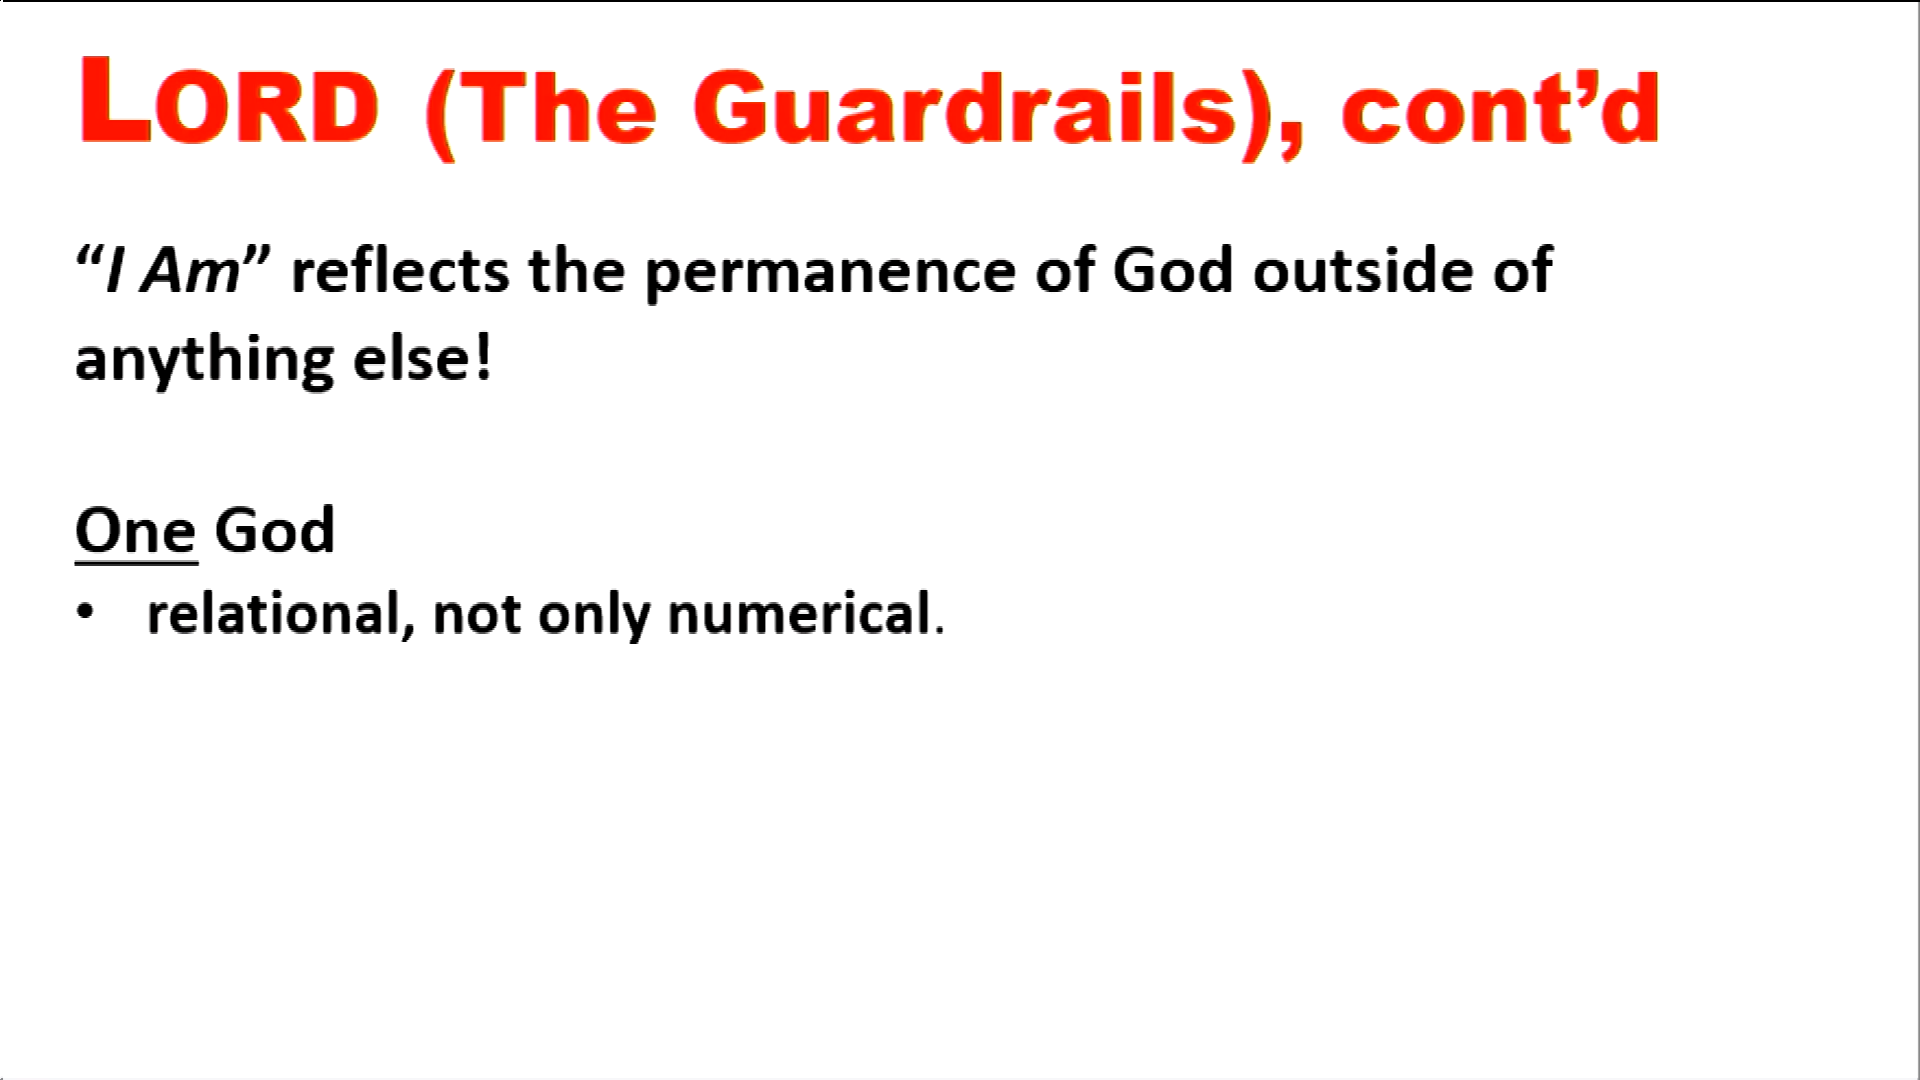 LORD (The Guardrails), cont’d
“I Am” reflects the permanence of God outside of
anything else!
One God
• relational, not only numerical.